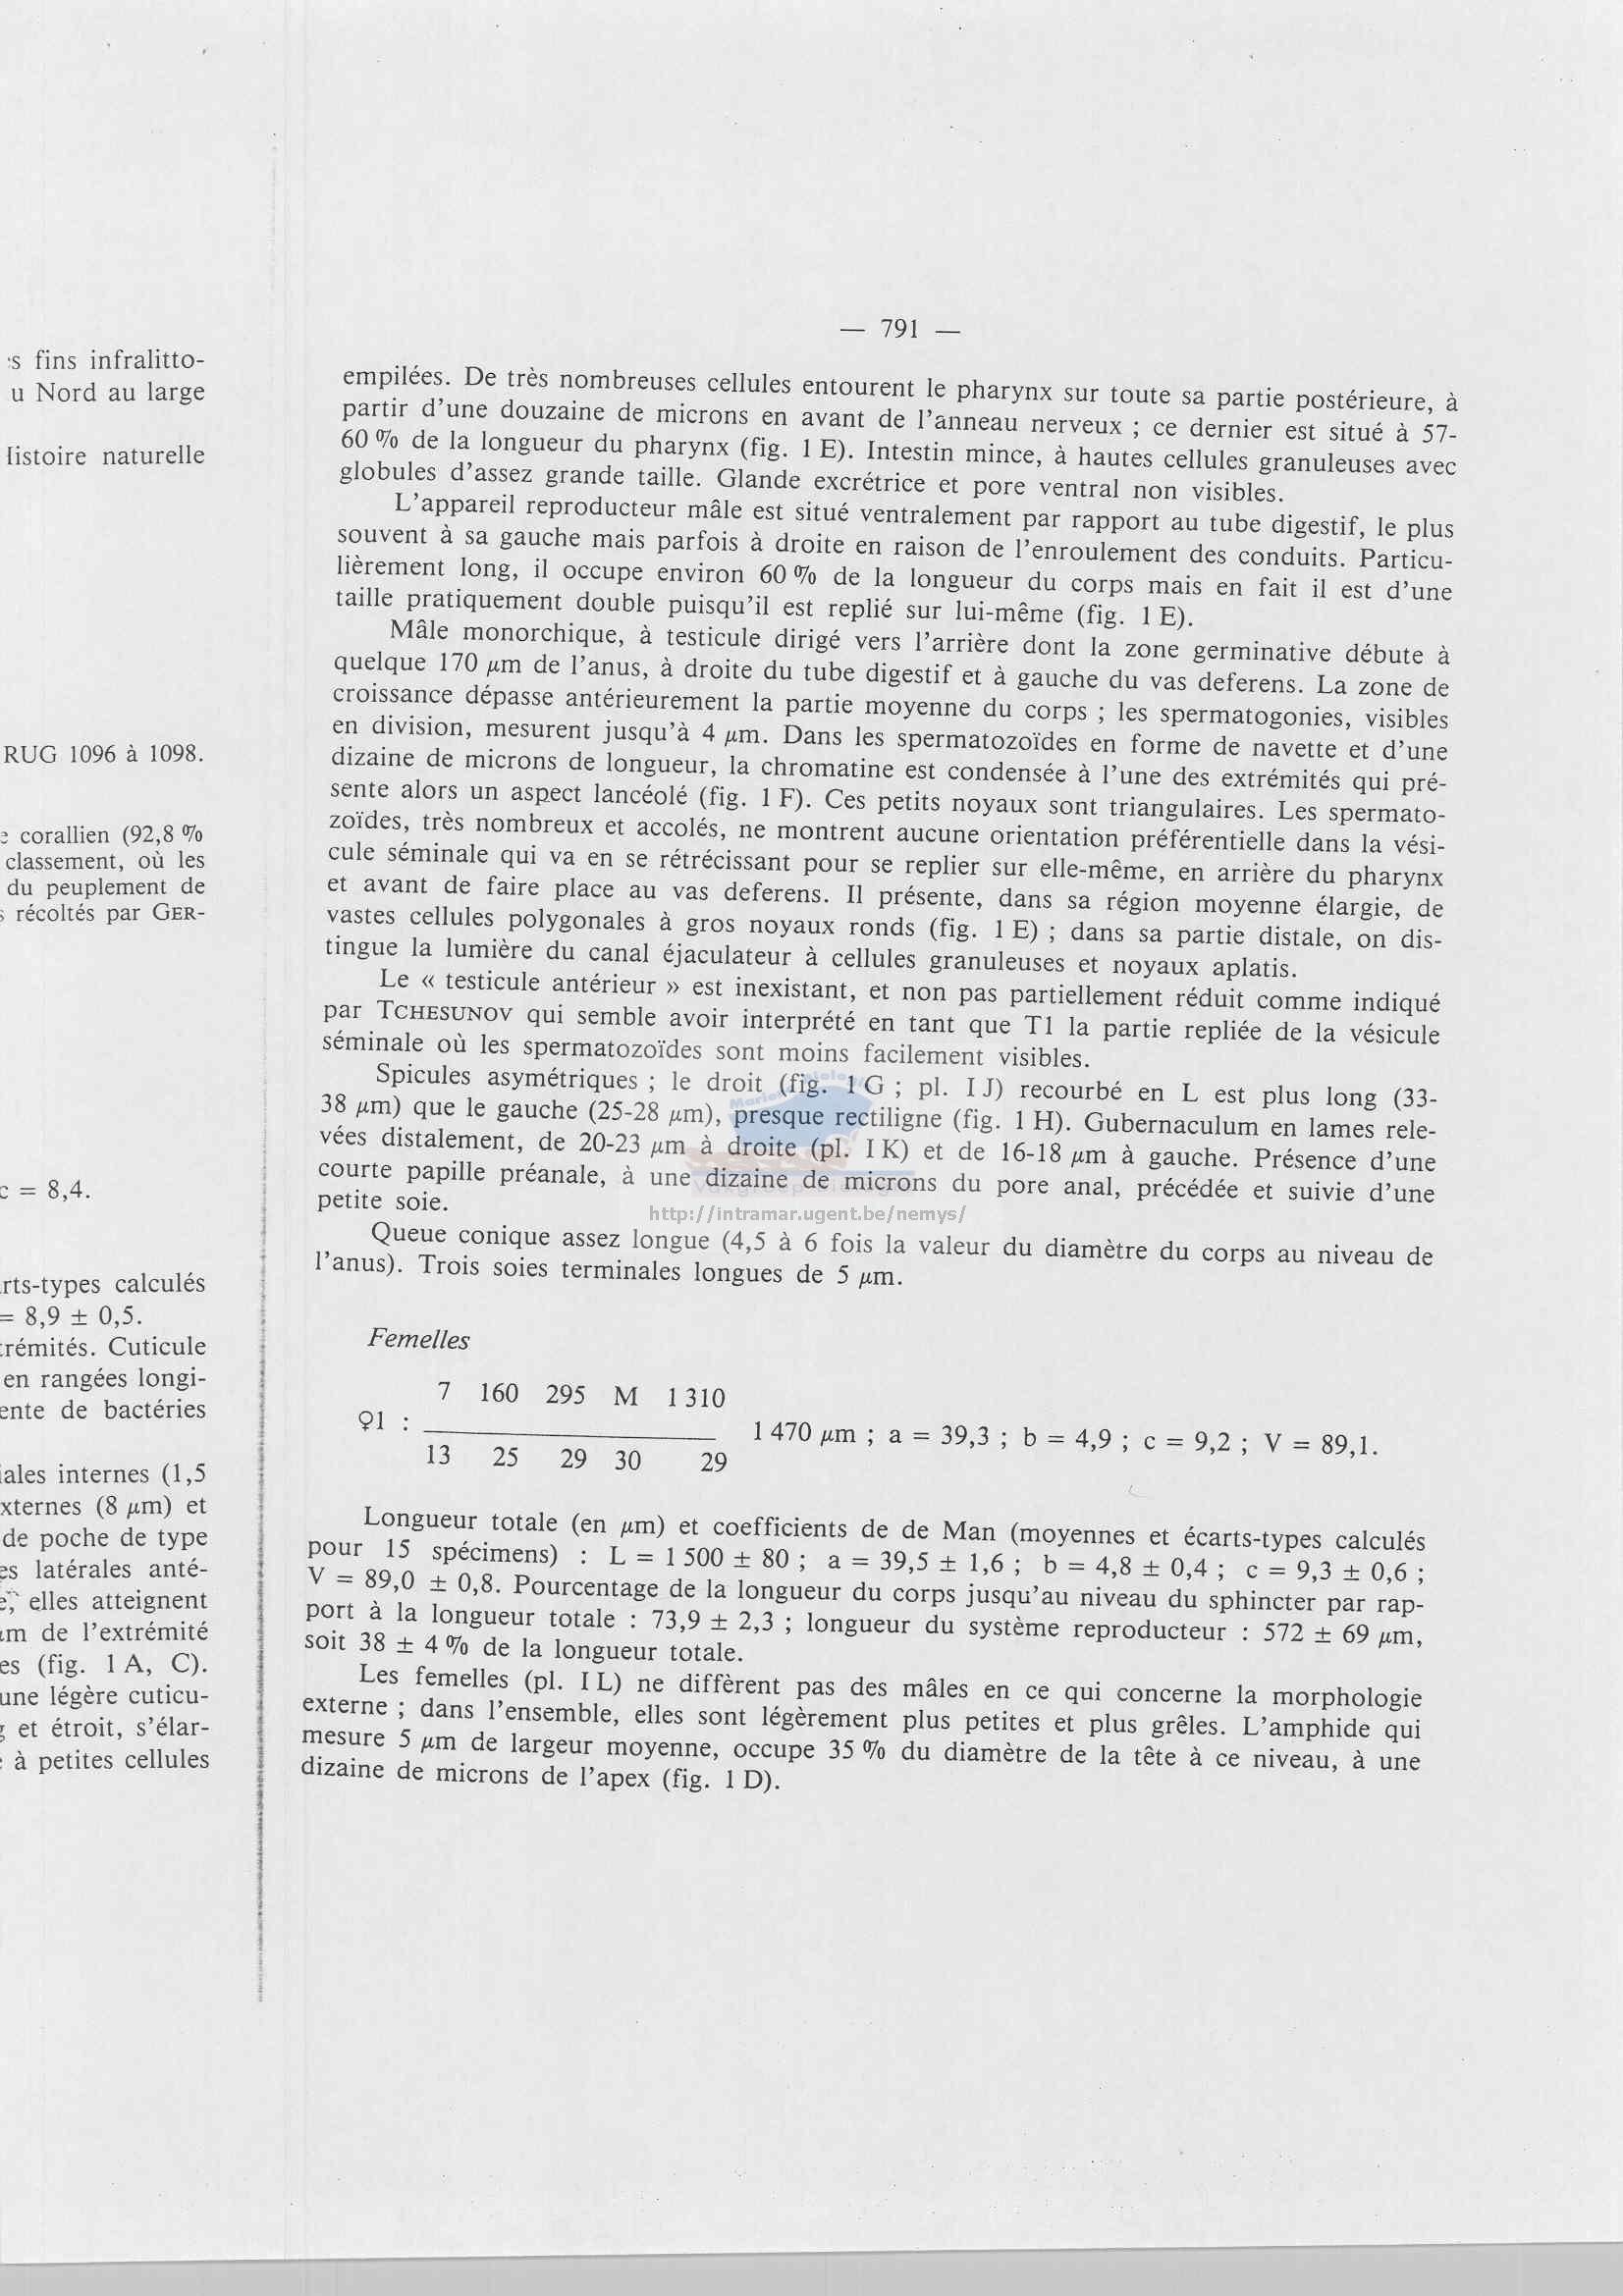 s fins infralitto-
u Nord au large
istoire naturelle
RUG 1096 à 1098.
corallien (92,8 %
classement, où les
du peuplement de
récoltés par GER-
c = 8,4.
rts-types calculés
= 8,9 ± 0,5.
trémités. Cuticule
en rangées longi-
ente de bactéries
iales internes (1,5
xternes (8 µm) et
de poche de type
es latérales anté-
elles atteignent
µm de l'extrémité
es (fig. 1 A, C).
une légère cuticu-
et étroit, s'élar-
à petites cellules
— 791 —
empilées. De très nombreuses cellules entourent le pharynx sur toute sa partie postérieure, à
partir d'une douzaine de microns en avant de l'anneau nerveux ; ce dernier est situé à 57-
60 % de la longueur du pharynx (fig. 1 E). Intestin mince, à hautes cellules granuleuses avec
globules d'assez grande taille. Glande excrétrice et pore ventral non visibles.
L'appareil reproducteur mâle est situé ventralement par rapport au tube digestif, le plus
souvent à sa gauche mais parfois à droite en raison de l'enroulement des conduits. Particu-
lièrement long, il occupe environ 60 % de la longueur du corps mais en fait il est d'une
taille pratiquement double puisqu'il est replié sur lui-même (fig. 1 E).
Mâle monorchique, à testicule dirigé vers l'arrière dont la zone germinative débute à
quelque 170 µm de l'anus, à droite du tube digestif et à gauche du vas deferens. La zone de
croissance dépasse antérieurement la partie moyenne du corps ; les spermatogonies, visibles
en division, mesurent jusqu'à 4 µm. Dans les spermatozoïdes en forme de navette et d'une
dizaine de microns de longueur, la chromatine est condensée à l'une des extrémités qui pré-
sente alors un aspect lancéolé (fig. 1 F). Ces petits noyaux sont triangulaires. Les spermato-
zoïdes, très nombreux et accolés, ne montrent aucune orientation préférentielle dans la vési-
cule séminale qui va en se rétrécissant pour se replier sur elle-même, en arrière du pharynx
et avant de faire place au vas deferens. Il présente, dans sa région moyenne élargie, de
vastes cellules polygonales à gros noyaux ronds (fig. 1 E) ; dans sa partie distale, on dis-
tingue la lumière du canal éjaculateur à cellules granuleuses et noyaux aplatis.
Le « testicule antérieur » est inexistant, et non pas partiellement réduit comme indiqué
par TCHESUNOV qui semble avoir interprété en tant que T1 la partie repliée de la vésicule
séminale où les spermatozoïdes sont moins facilement visibles.
Spicules asymétriques ; le droit (fig. 1 G ; pl. I J) recourbé en L est plus long (33-
38 µm) que le gauche (25-28 µm), presque rectiligne (fig. 1 H). Gubernaculum en lames rele-
vées distalement, de 20-23 µm à droite (pl. I K) et de 16-18 µm à gauche. Présence d'une
courte papille préanale, à une dizaine de microns du pore anal, précédée et suivie d'une
petite soie.
http://intramar.ugent.be/nemys/
Queue conique assez longue (4,5 à 6 fois la valeur du diamètre du corps au niveau de
l'anus). Trois soies terminales longues de 5 µm.
Femelles
7 160 295 M 1 310
♀1 : 1 470 µm ; a = 39,3 ; b = 4,9 ; c = 9,2 ; V = 89,1.
13 25 29 30 29
Longueur totale (en µm) et coefficients de de Man (moyennes et écarts-types calculés
pour 15 spécimens) : L = 1 500 ± 80 ; a = 39,5 ± 1,6 ; b = 4,8 ± 0,4 ; c = 9,3 ± 0,6 ;
V = 89,0 ± 0,8. Pourcentage de la longueur du corps jusqu'au niveau du sphincter par rap-
port à la longueur totale : 73,9 ± 2,3 ; longueur du système reproducteur : 572 ± 69 µm,
soit 38 ± 4 % de la longueur totale.
Les femelles (pl. I L) ne diffèrent pas des mâles en ce qui concerne la morphologie
externe ; dans l'ensemble, elles sont légèrement plus petites et plus grêles. L'amphide qui
mesure 5 µm de largeur moyenne, occupe 35 % du diamètre de la tête à ce niveau, à une
dizaine de microns de l'apex (fig. 1 D).